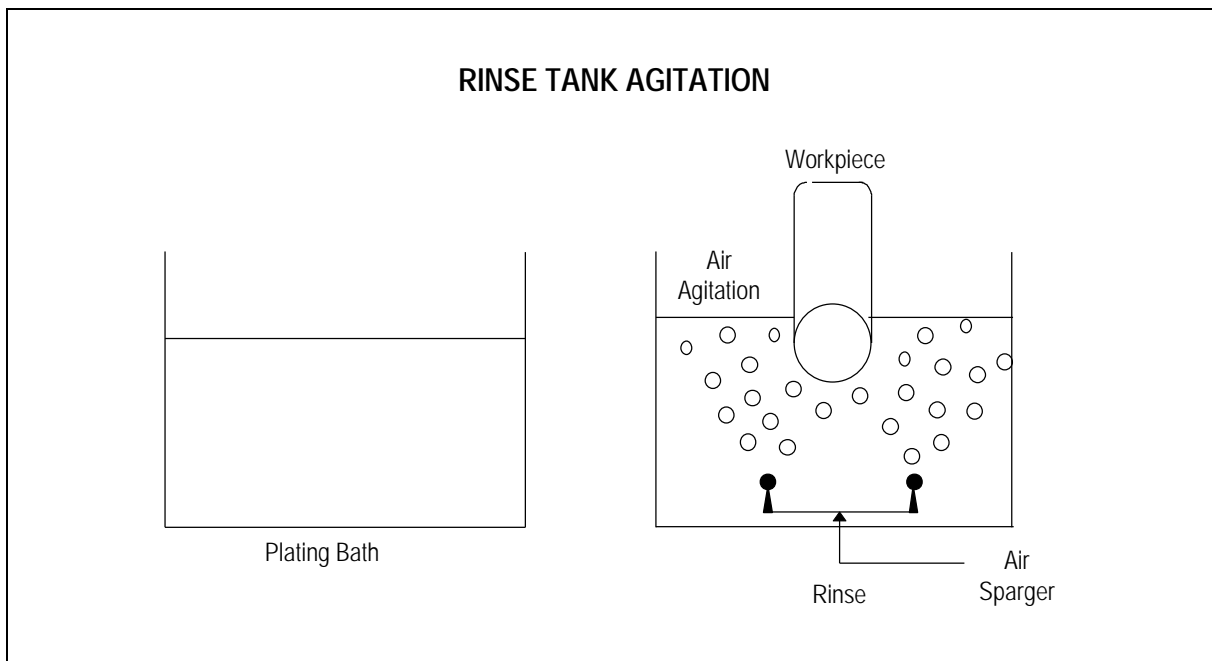 RINSE TANK AGITATION
Workpiece
Air
Agitation
Plating Bath
Air
Sparger
Rinse